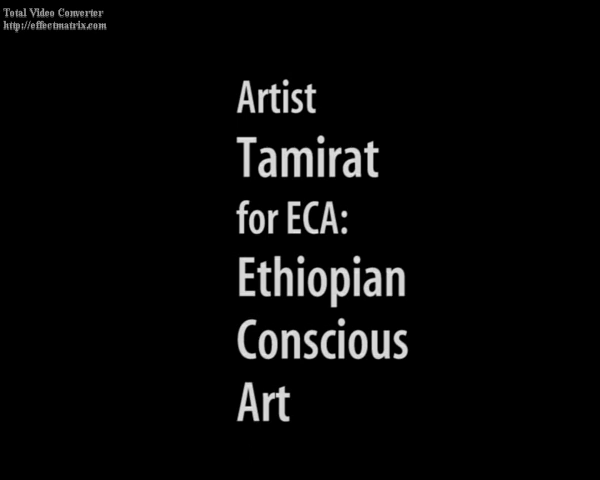 Total Video Converter
http://effectmatrix.com
Artist
Tamirat
for ECA:
Ethiopian
Conscious
Art